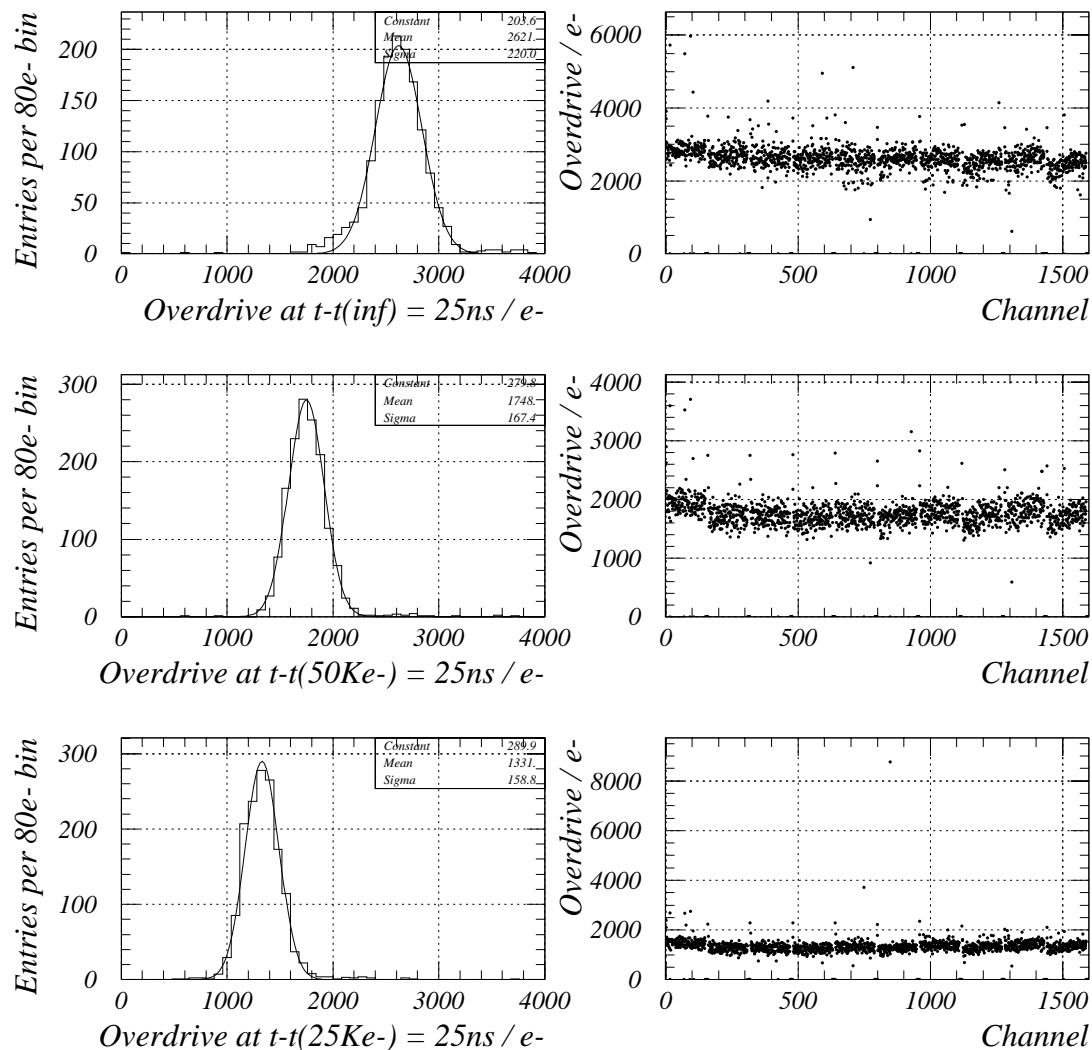 Entries per 80e- bin
200
150
100
50
0
Constant 203.6
Mean 2621.
Sigma 220.0
0 1000 2000 3000 4000
Overdrive at t-t(inf) = 25ns / e-
Overdrive / e-
6000
4000
2000
0
0 500 1000 1500
Channel
Entries per 80e- bin
300
200
100
0
Constant 279.8
Mean 1748.
Sigma 167.4
0 1000 2000 3000 4000
Overdrive at t-t(50Ke-) = 25ns / e-
Overdrive / e-
4000
3000
2000
1000
0
0 500 1000 1500
Channel
Entries per 80e- bin
300
200
100
0
Constant 289.9
Mean 1331.
Sigma 158.8
0 1000 2000 3000 4000
Overdrive at t-t(25Ke-) = 25ns / e-
Overdrive / e-
8000
6000
4000
2000
0
0 500 1000 1500
Channel